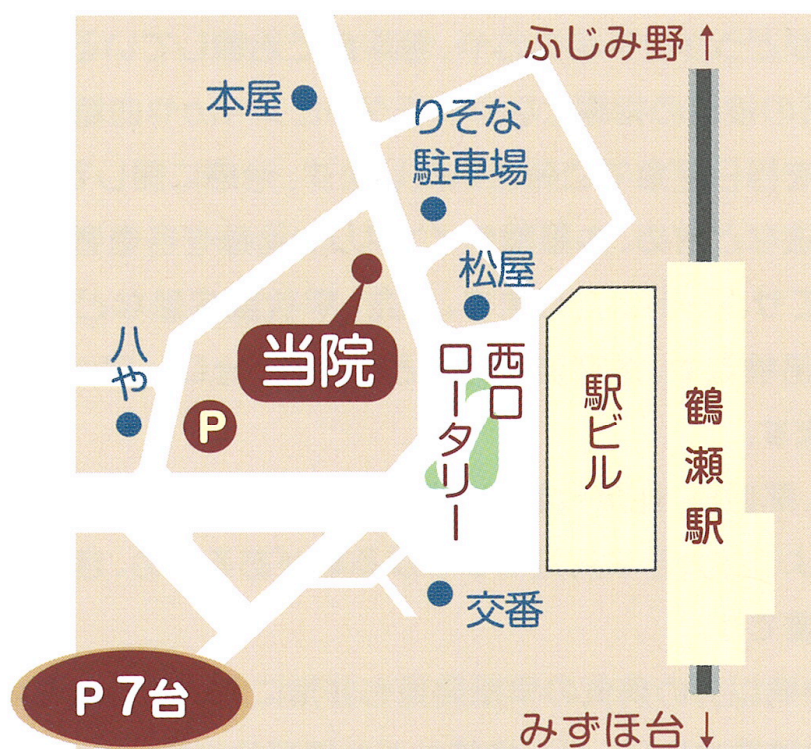 ふじみ野↑
本屋
りそな
駐車場
松屋
当院
八や
P
西口
ロータリー
駅ビル
鶴瀬駅
交番
P 7台
みずほ台↓